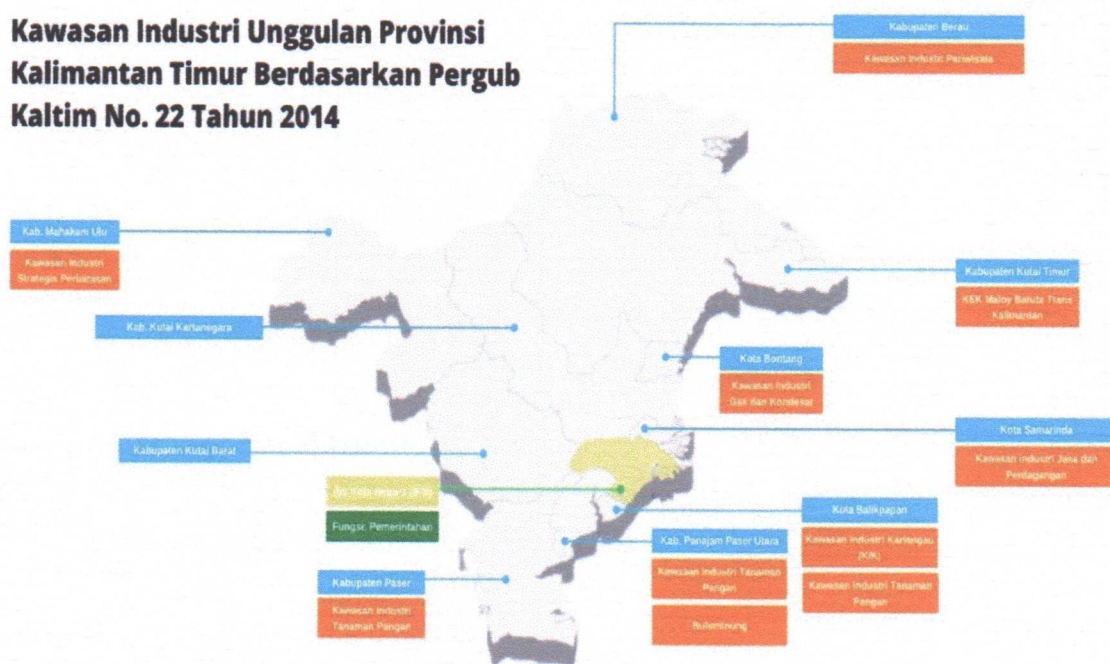 Kawasan Industri Unggulan Provinsi
Kalimantan Timur Berdasarkan Pergub
Kaltim No. 22 Tahun 2014
Kabupaten Berau
Kawasan Industri Pariwisata
Kab. Mahakam Ulu
Kawasan Industri
Strategis Perbatasan
Kabupaten Kutai Timur
KEK Maloy Batuta Trans
Kalimantan
Kab. Kutai Kartanegara
Kota Bontang
Kawasan Industri
Gas dan Kondesat
Kota Samarinda
Kawasan Industri Jasa dan
Perdagangan
Kabupaten Kutai Barat
Fungsi: Pemerintahan
Kota Balikpapan
Kawasan Industri Kariangau
(KIK)
Kawasan Industri Tanaman
Pangan
Kab. Panajam Paser Utara
Kawasan Industri Tanaman
Pangan
Buluminung
Kabupaten Paser
Kawasan Industri
Tanaman Pangan